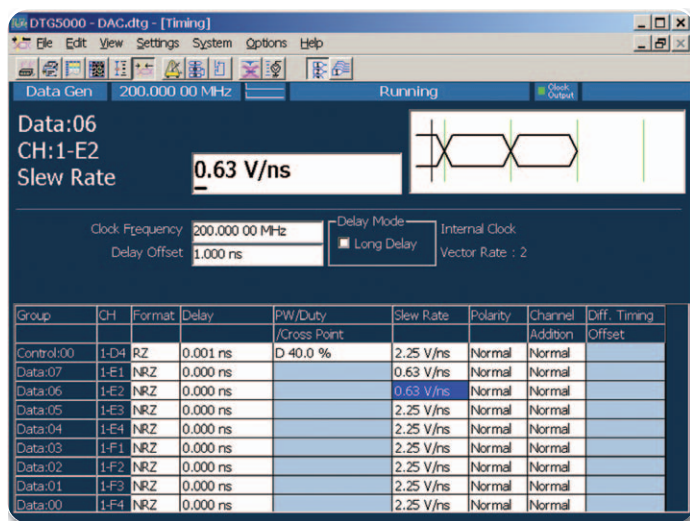 DTG5000 - DAC.dtg - [Timing]
File Edit View Settings System Options Help
Data Gen 200.000 00 MHz Running Clock Output
Data:06
CH:1-E2
Slew Rate
0.63 V/ns
Clock Frequency 200.000 00 MHz
Delay Offset 1.000 ns
Delay Mode
Long Delay
Internal Clock
Vector Rate : 2
Group CH Format Delay PW/Duty Slew Rate Polarity Channel Diff. Timing
/Cross Point Addition Offset
Control:00 1-D4 RZ 0.001 ns D 40.0 % 2.25 V/ns Normal Normal
Data:07 1-E1 NRZ 0.000 ns 0.63 V/ns Normal Normal
Data:06 1-E2 NRZ 0.000 ns 0.63 V/ns Normal Normal
Data:05 1-E3 NRZ 0.000 ns 2.25 V/ns Normal Normal
Data:04 1-E4 NRZ 0.000 ns 2.25 V/ns Normal Normal
Data:03 1-F1 NRZ 0.000 ns 2.25 V/ns Normal Normal
Data:02 1-F2 NRZ 0.000 ns 2.25 V/ns Normal Normal
Data:01 1-F3 NRZ 0.000 ns 2.25 V/ns Normal Normal
Data:00 1-F4 NRZ 0.000 ns 2.25 V/ns Normal Normal